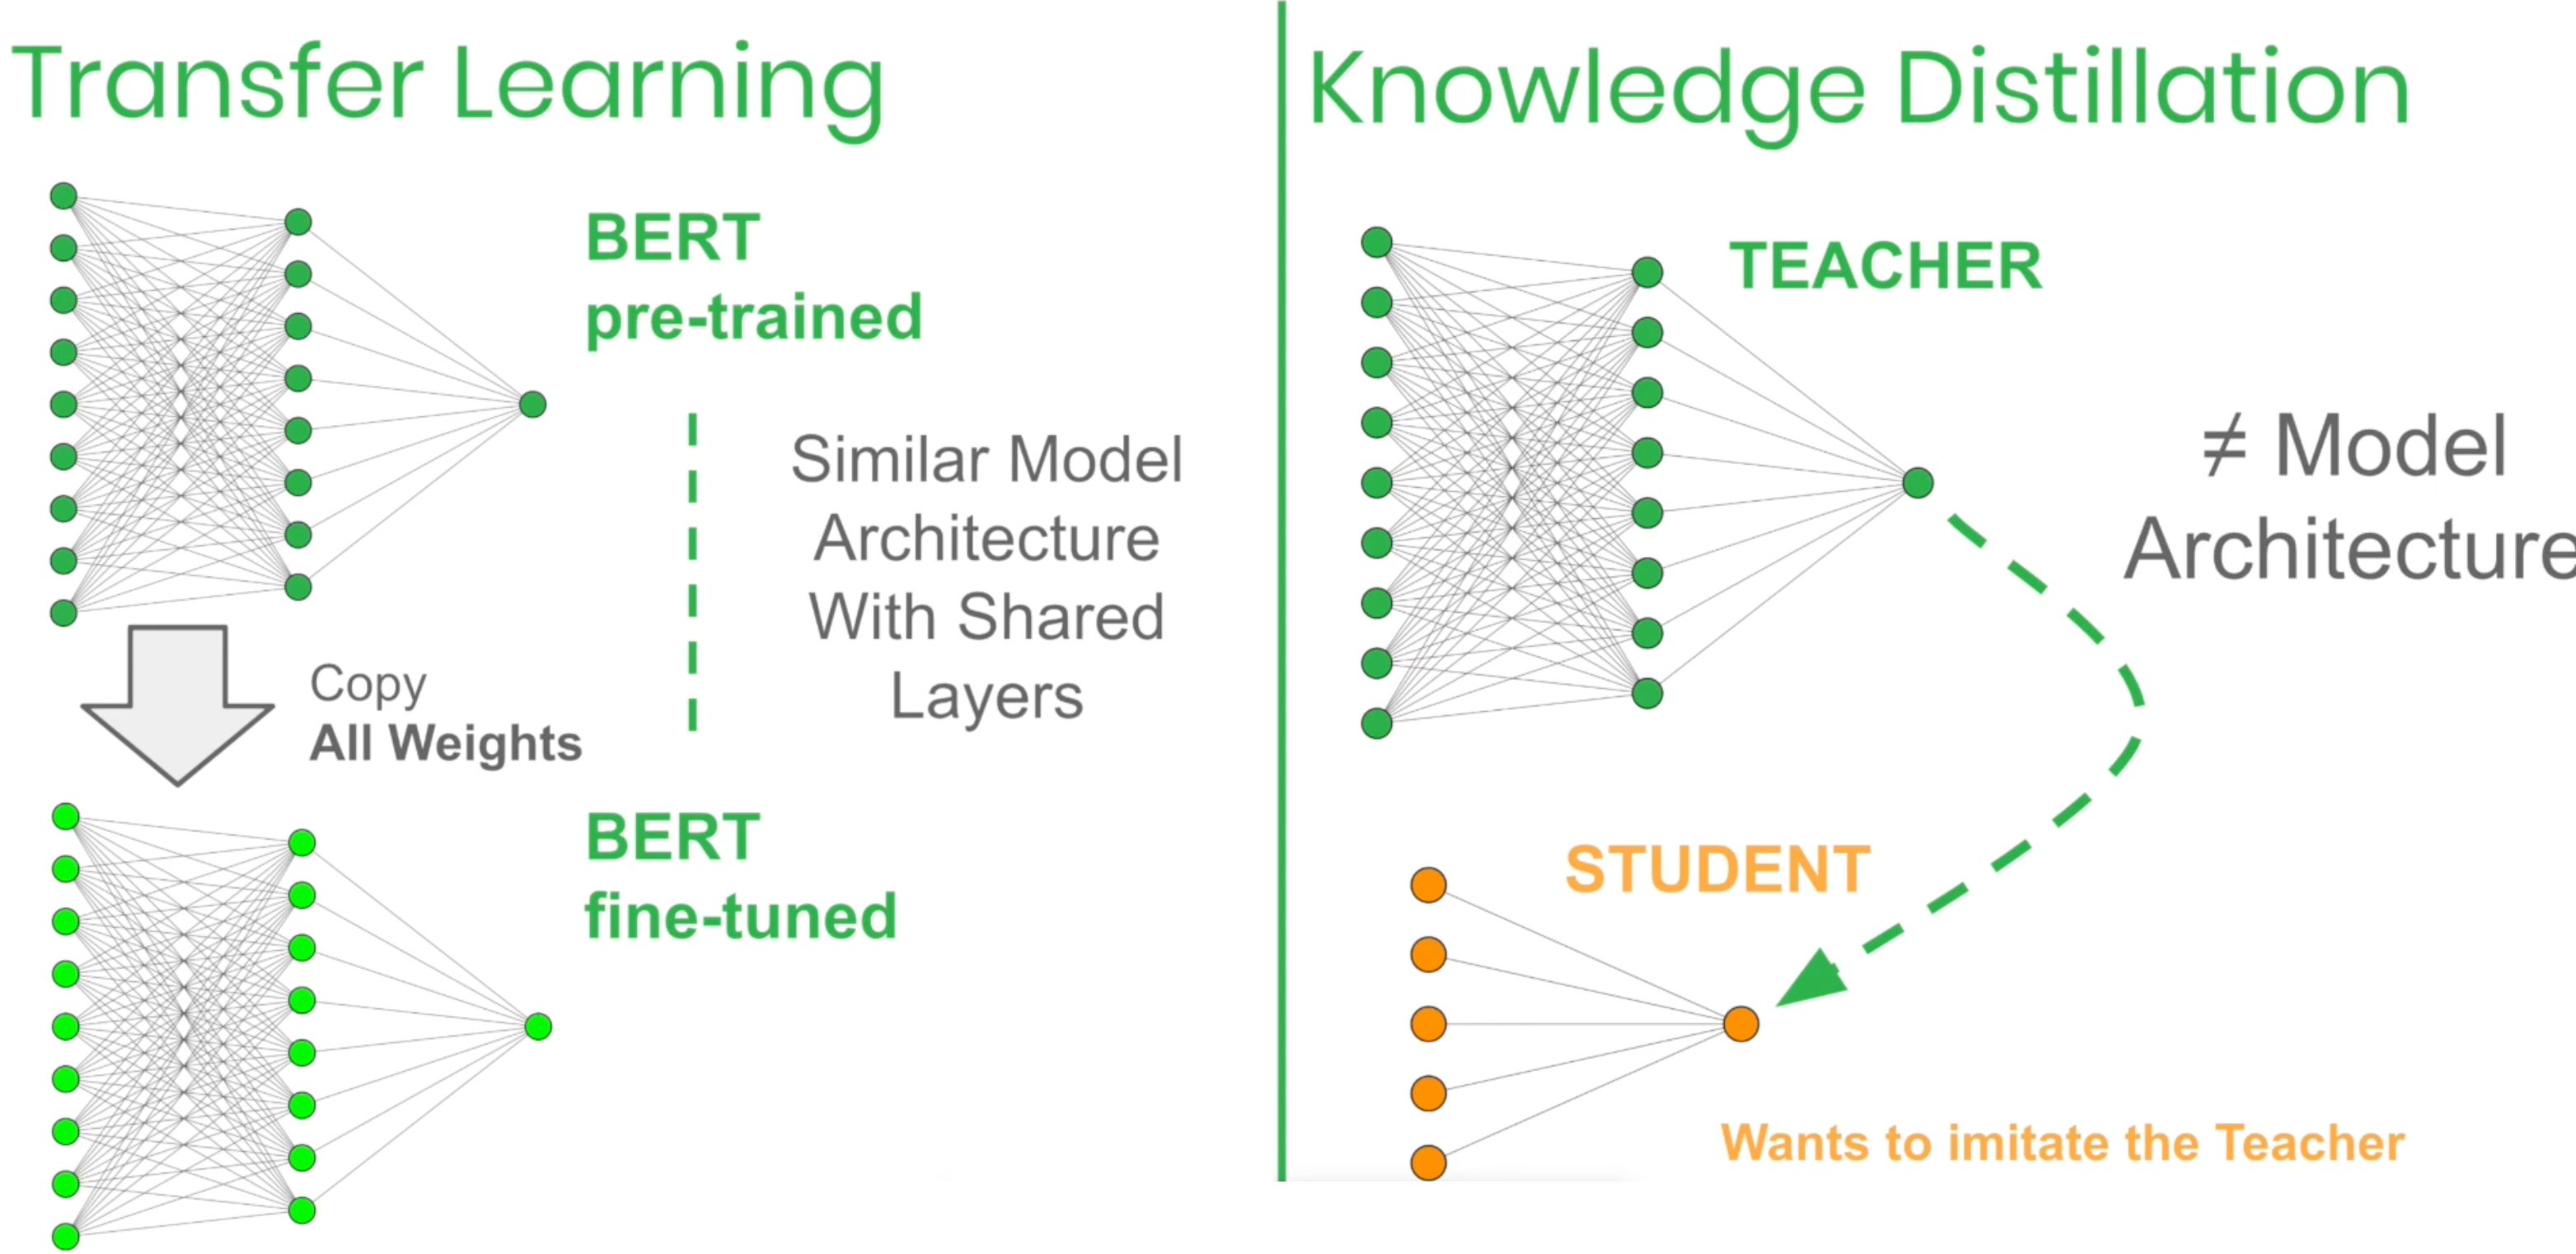 Transfer Learning
BERT
pre-trained
Similar Model
Architecture
With Shared
Layers
Copy
All Weights
BERT
fine-tuned
Knowledge Distillation
TEACHER
≠ Model
Architecture
STUDENT
Wants to imitate the Teacher